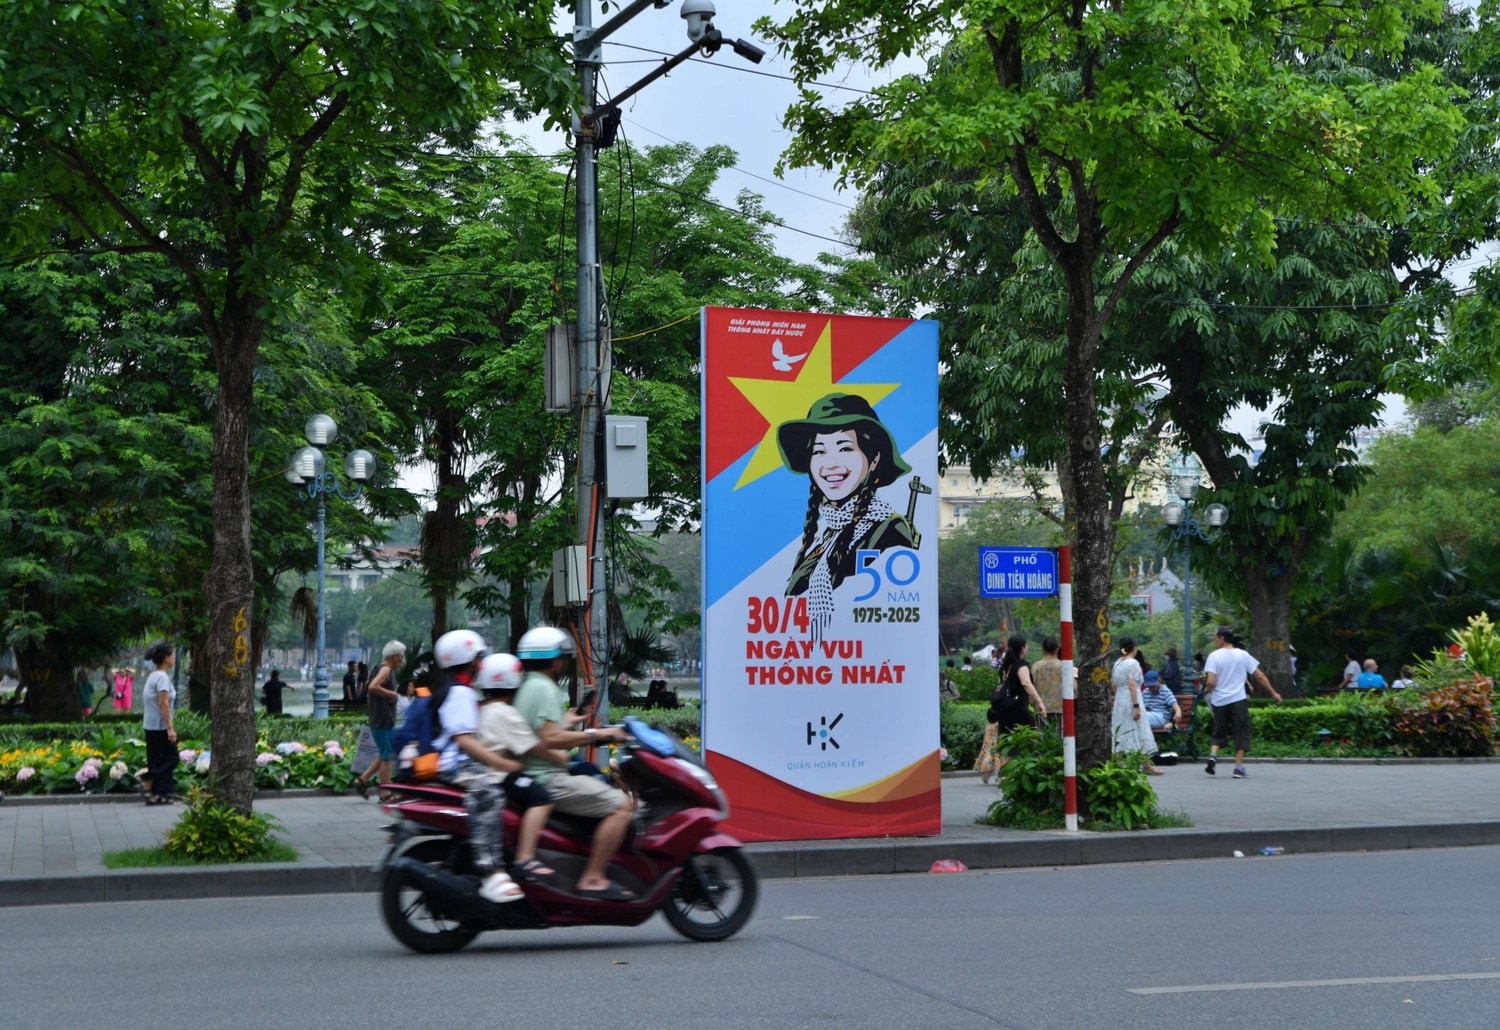 GIẢI PHÓNG MIỀN NAM
THỐNG NHẤT ĐẤT NƯỚC
50
NĂM
1975-2025
30/4
NGÀY VUI
THỐNG NHẤT
HK
QUẬN HOÀN KIẾM
PHỐ
ĐINH TIÊN HOÀNG